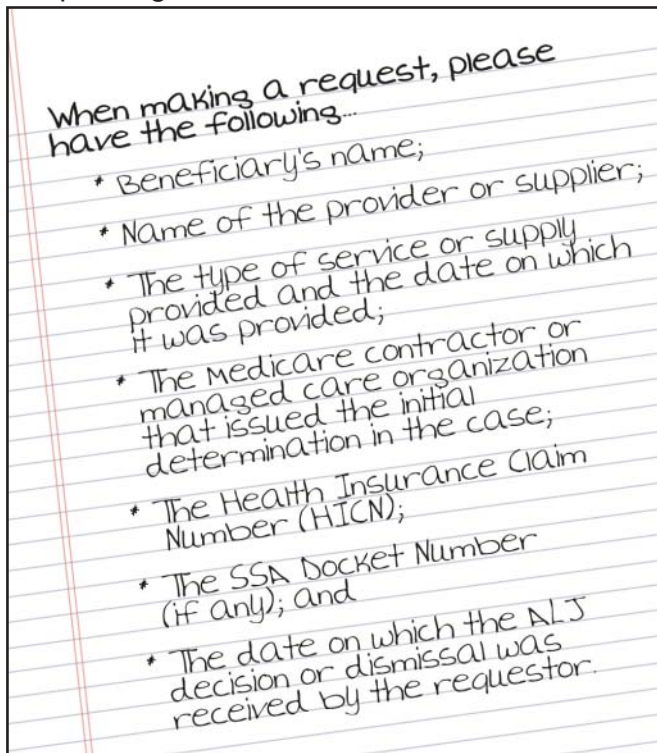 When making a request, please
have the following...
* Beneficiary's name;
* Name of the provider or supplier;
* The type of service or supply
provided and the date on which
it was provided;
* The Medicare contractor or
managed care organization
that issued the initial
determination in the case;
* The Health Insurance Claim
Number (HICN);
* The SSA Docket Number
(if any); and
* The date on which the ALJ
decision or dismissal was
received by the requestor.